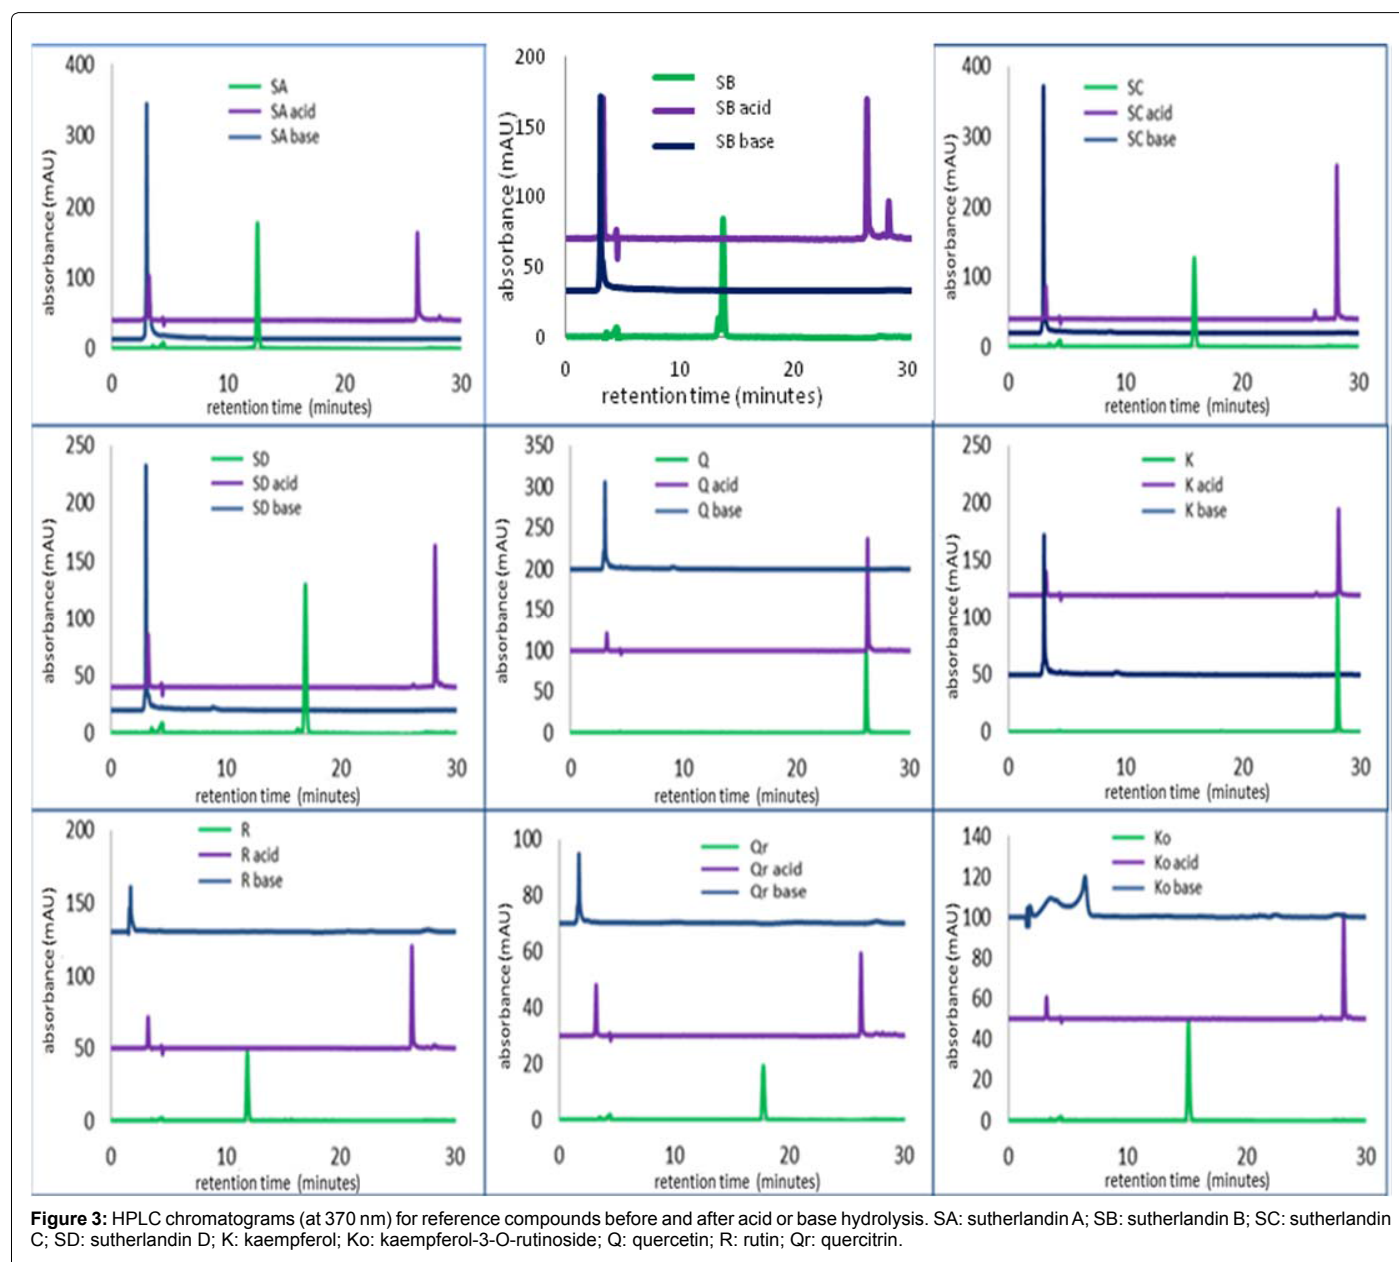 400
300
200
100
0
0 10 20 30
absorbance (mAU)
retention time (minutes)
SA
SA acid
SA base
200
150
100
50
0
0 10 20 30
absorbance (mAU)
retention time (minutes)
SB
SB acid
SB base
400
300
200
100
0
0 10 20 30
absorbance (mAU)
retention time (minutes)
SC
SC acid
SC base
250
200
150
100
50
0
0 10 20 30
absorbance (mAU)
retention time (minutes)
SD
SD acid
SD base
350
300
250
200
150
100
50
0
0 10 20 30
absorbance (mAU)
retention time (minutes)
Q
Q acid
Q base
250
200
150
100
50
0
0 10 20 30
absorbance (mAU)
retention time (minutes)
K
K acid
K base
200
150
100
50
0
0 10 20 30
absorbance (mAU)
retention time (minutes)
R
R acid
R base
100
80
60
40
20
0
0 10 20 30
absorbance (mAU)
retention time (minutes)
Qr
Qr acid
Qr base
140
120
100
80
60
40
20
0
0 10 20 30
absorbance (mAU)
retention time (minutes)
Ko
Ko acid
Ko base
Figure 3: HPLC chromatograms (at 370 nm) for reference compounds before and after acid or base hydrolysis. SA: sutherlandin A; SB: sutherlandin B; SC: sutherlandin
C; SD: sutherlandin D; K: kaempferol; Ko: kaempferol-3-O-rutinoside; Q: quercetin; R: rutin; Qr: quercitrin.